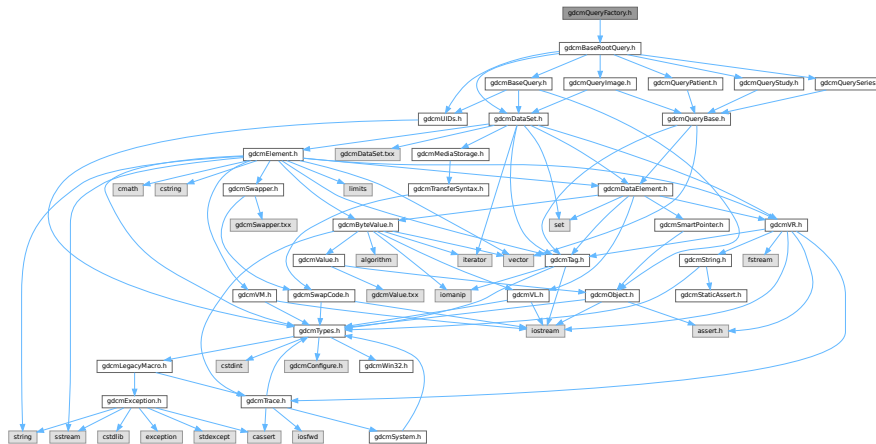 gdcmQueryFactory.h
gdcmBaseRootQuery.h
gdcmBaseQuery.h
gdcmQueryImage.h
gdcmQueryPatient.h
gdcmQueryStudy.h
gdcmQuerySeries
gdcmUIDs.h
gdcmDataSet.h
gdcmQueryBase.h
gdcmElement.h
gdcmDataSet.txx
gdcmMediaStorage.h
cmath
cstring
gdcmSwapper.h
limits
gdcmTransferSyntax.h
gdcmDataElement.h
gdcmSwapper.txx
gdcmByteValue.h
set
gdcmSmartPointer.h
gdcmVR.h
gdcmValue.h
algorithm
iterator
vector
gdcmTag.h
gdcmString.h
fstream
gdcmVM.h
gdcmSwapCode.h
gdcmValue.txx
iomanip
gdcmVL.h
gdcmObject.h
gdcmStaticAssert.h
gdcmTypes.h
iostream
assert.h
gdcmLegacyMacro.h
cstdint
gdcmConfigure.h
gdcmWin32.h
gdcmException.h
gdcmTrace.h
string
sstream
cstdlib
exception
stdexcept
cassert
iosfwd
gdcmSystem.h